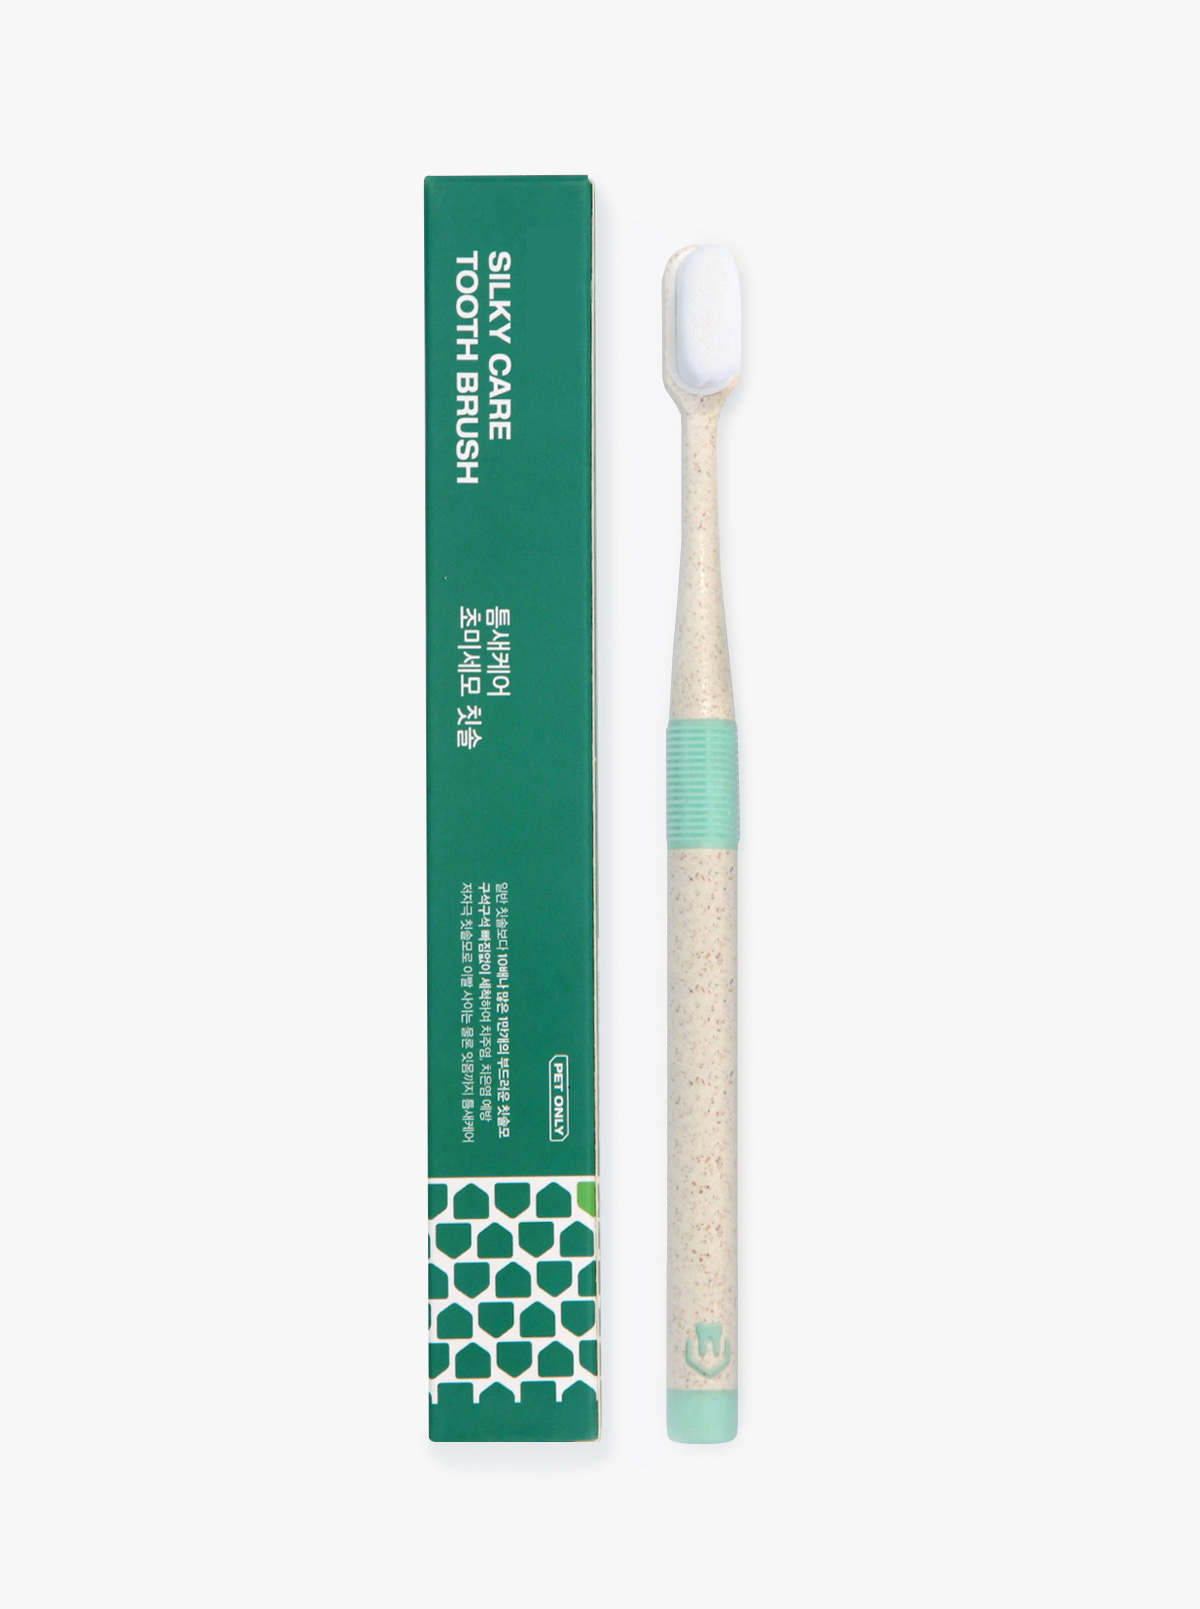 SILKY CARE
TOOTH BRUSH
틈새케어
초미세모 칫솔
일반 칫솔보다 10배나 많은 1만개의 부드러운 칫솔모
구석구석 빠짐없이 세척하여 치주염, 치은염 예방
저자극 칫솔모로 이빨 사이는 물론 잇몸까지 틈새케어
PET ONLY